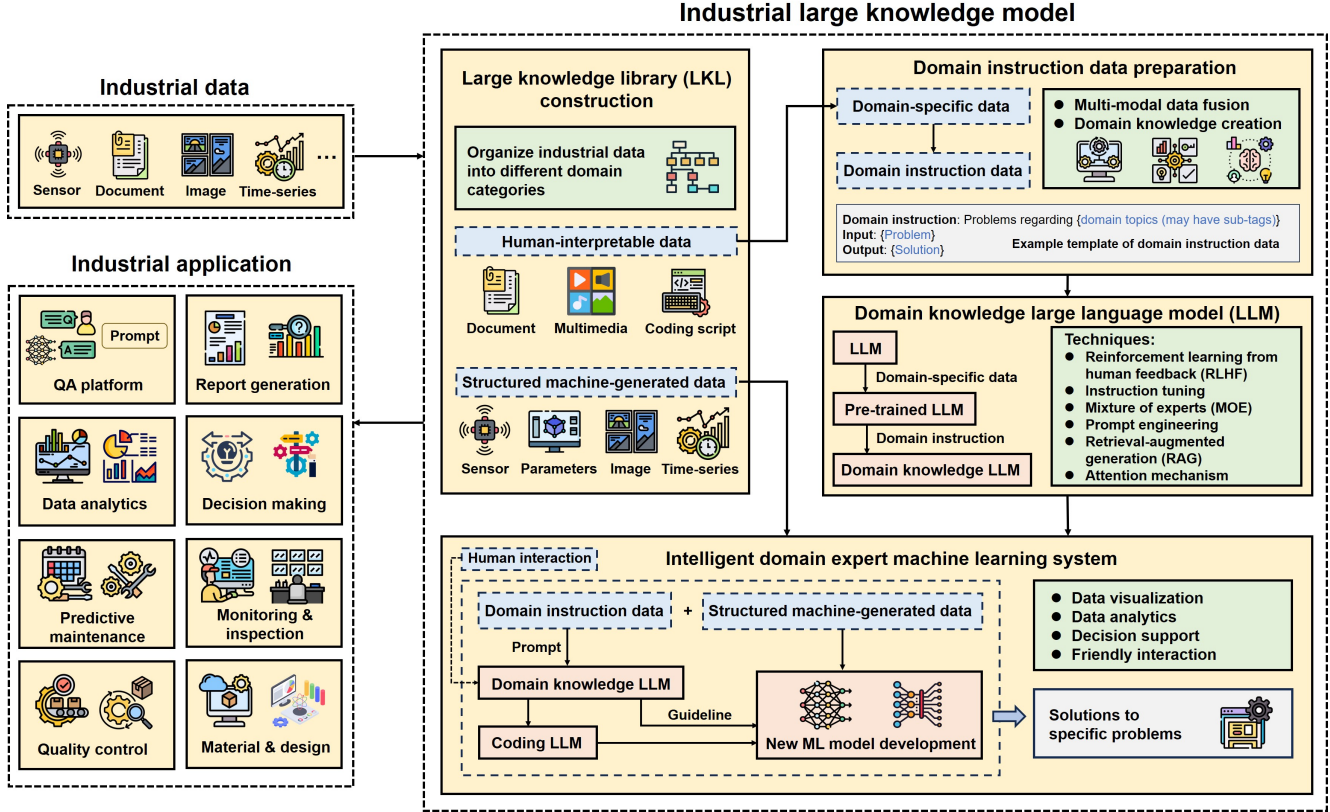 Industrial large knowledge model
Industrial data
Sensor
Document
Image
Time-series
...
Industrial application
Q
A
Prompt
QA platform
Report generation
Data analytics
Decision making
Predictive
maintenance
Monitoring &
inspection
Quality control
Material & design
Large knowledge library (LKL)
construction
Organize industrial data
into different domain
categories
Human-interpretable data
Document
Multimedia
Coding script
Structured machine-generated data
Sensor
Parameters
Image
Time-series
Domain instruction data preparation
Domain-specific data
Domain instruction data
● Multi-modal data fusion
● Domain knowledge creation
Domain instruction: Problems regarding {domain topics (may have sub-tags)}
Input: {Problem}
Output: {Solution}
Example template of domain instruction data
Domain knowledge large language model (LLM)
LLM
Domain-specific data
Pre-trained LLM
Domain instruction
Domain knowledge LLM
Techniques:
● Reinforcement learning from
human feedback (RLHF)
● Instruction tuning
● Mixture of experts (MOE)
● Prompt engineering
● Retrieval-augmented
generation (RAG)
● Attention mechanism
Intelligent domain expert machine learning system
Human interaction
Domain instruction data + Structured machine-generated data
Prompt
Domain knowledge LLM
Guideline
Coding LLM
New ML model development
● Data visualization
● Data analytics
● Decision support
● Friendly interaction
Solutions to
specific problems